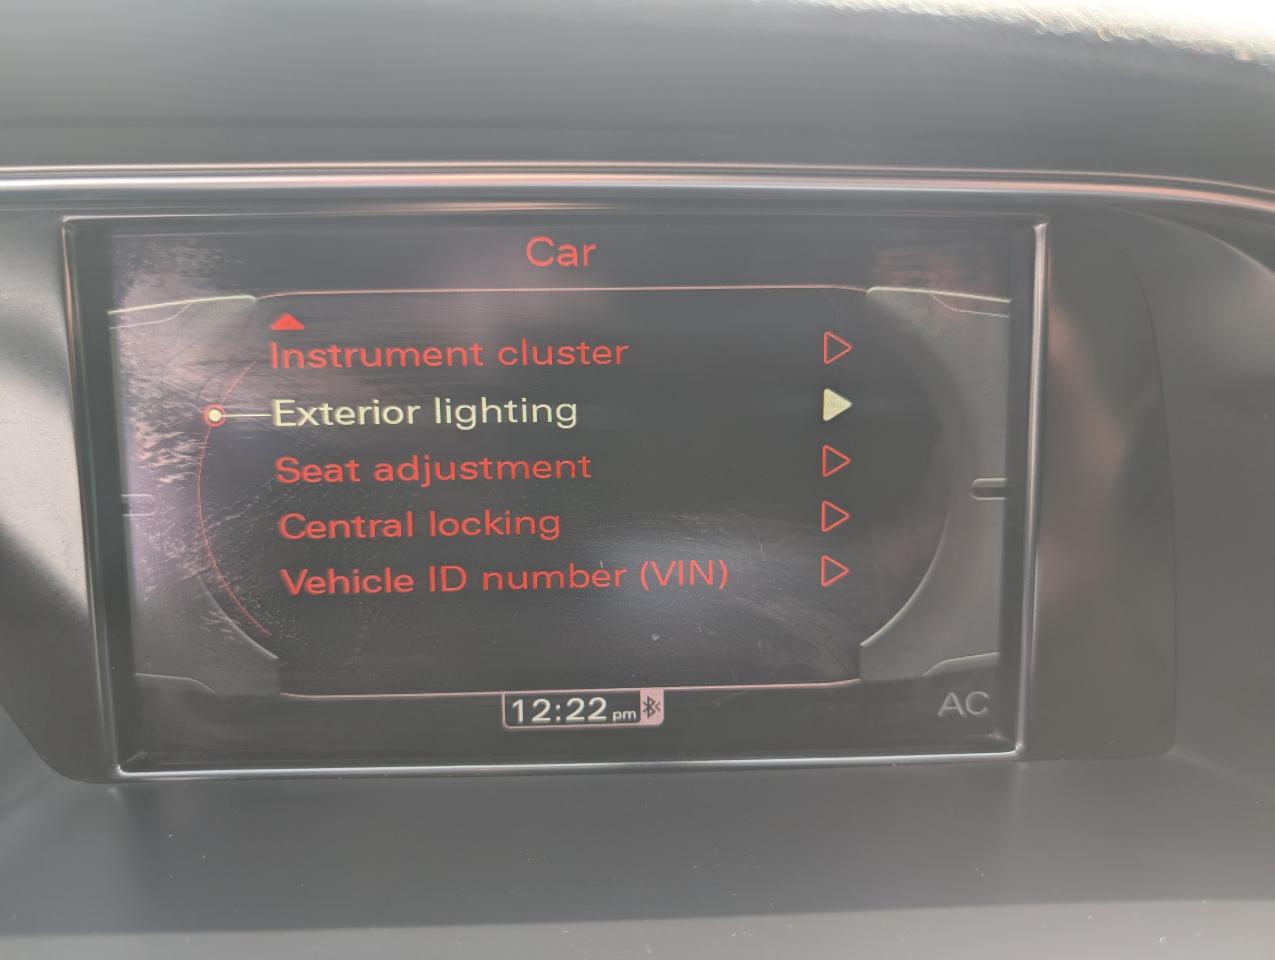 Car
Instrument cluster
Exterior lighting
Seat adjustment
Central locking
Vehicle ID number (VIN)
12:22 pm
AC